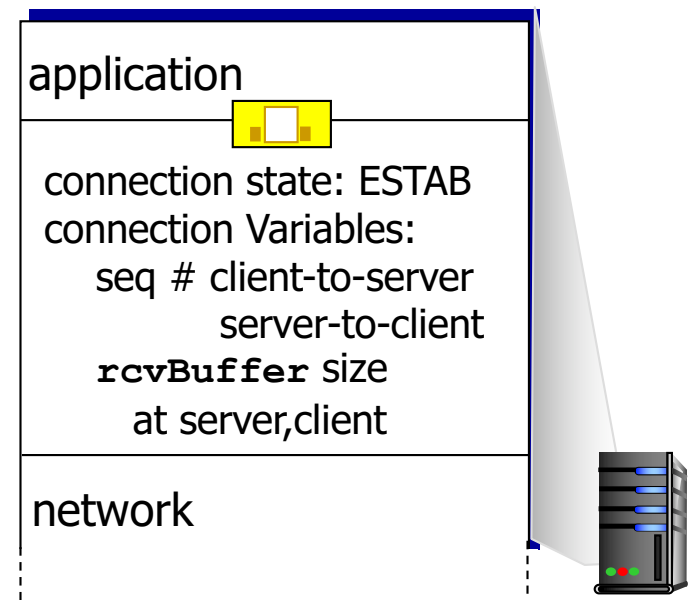 application
connection state: ESTAB
connection Variables:
seq # client-to-server
server-to-client
rcvBuffer size
at server,client
network